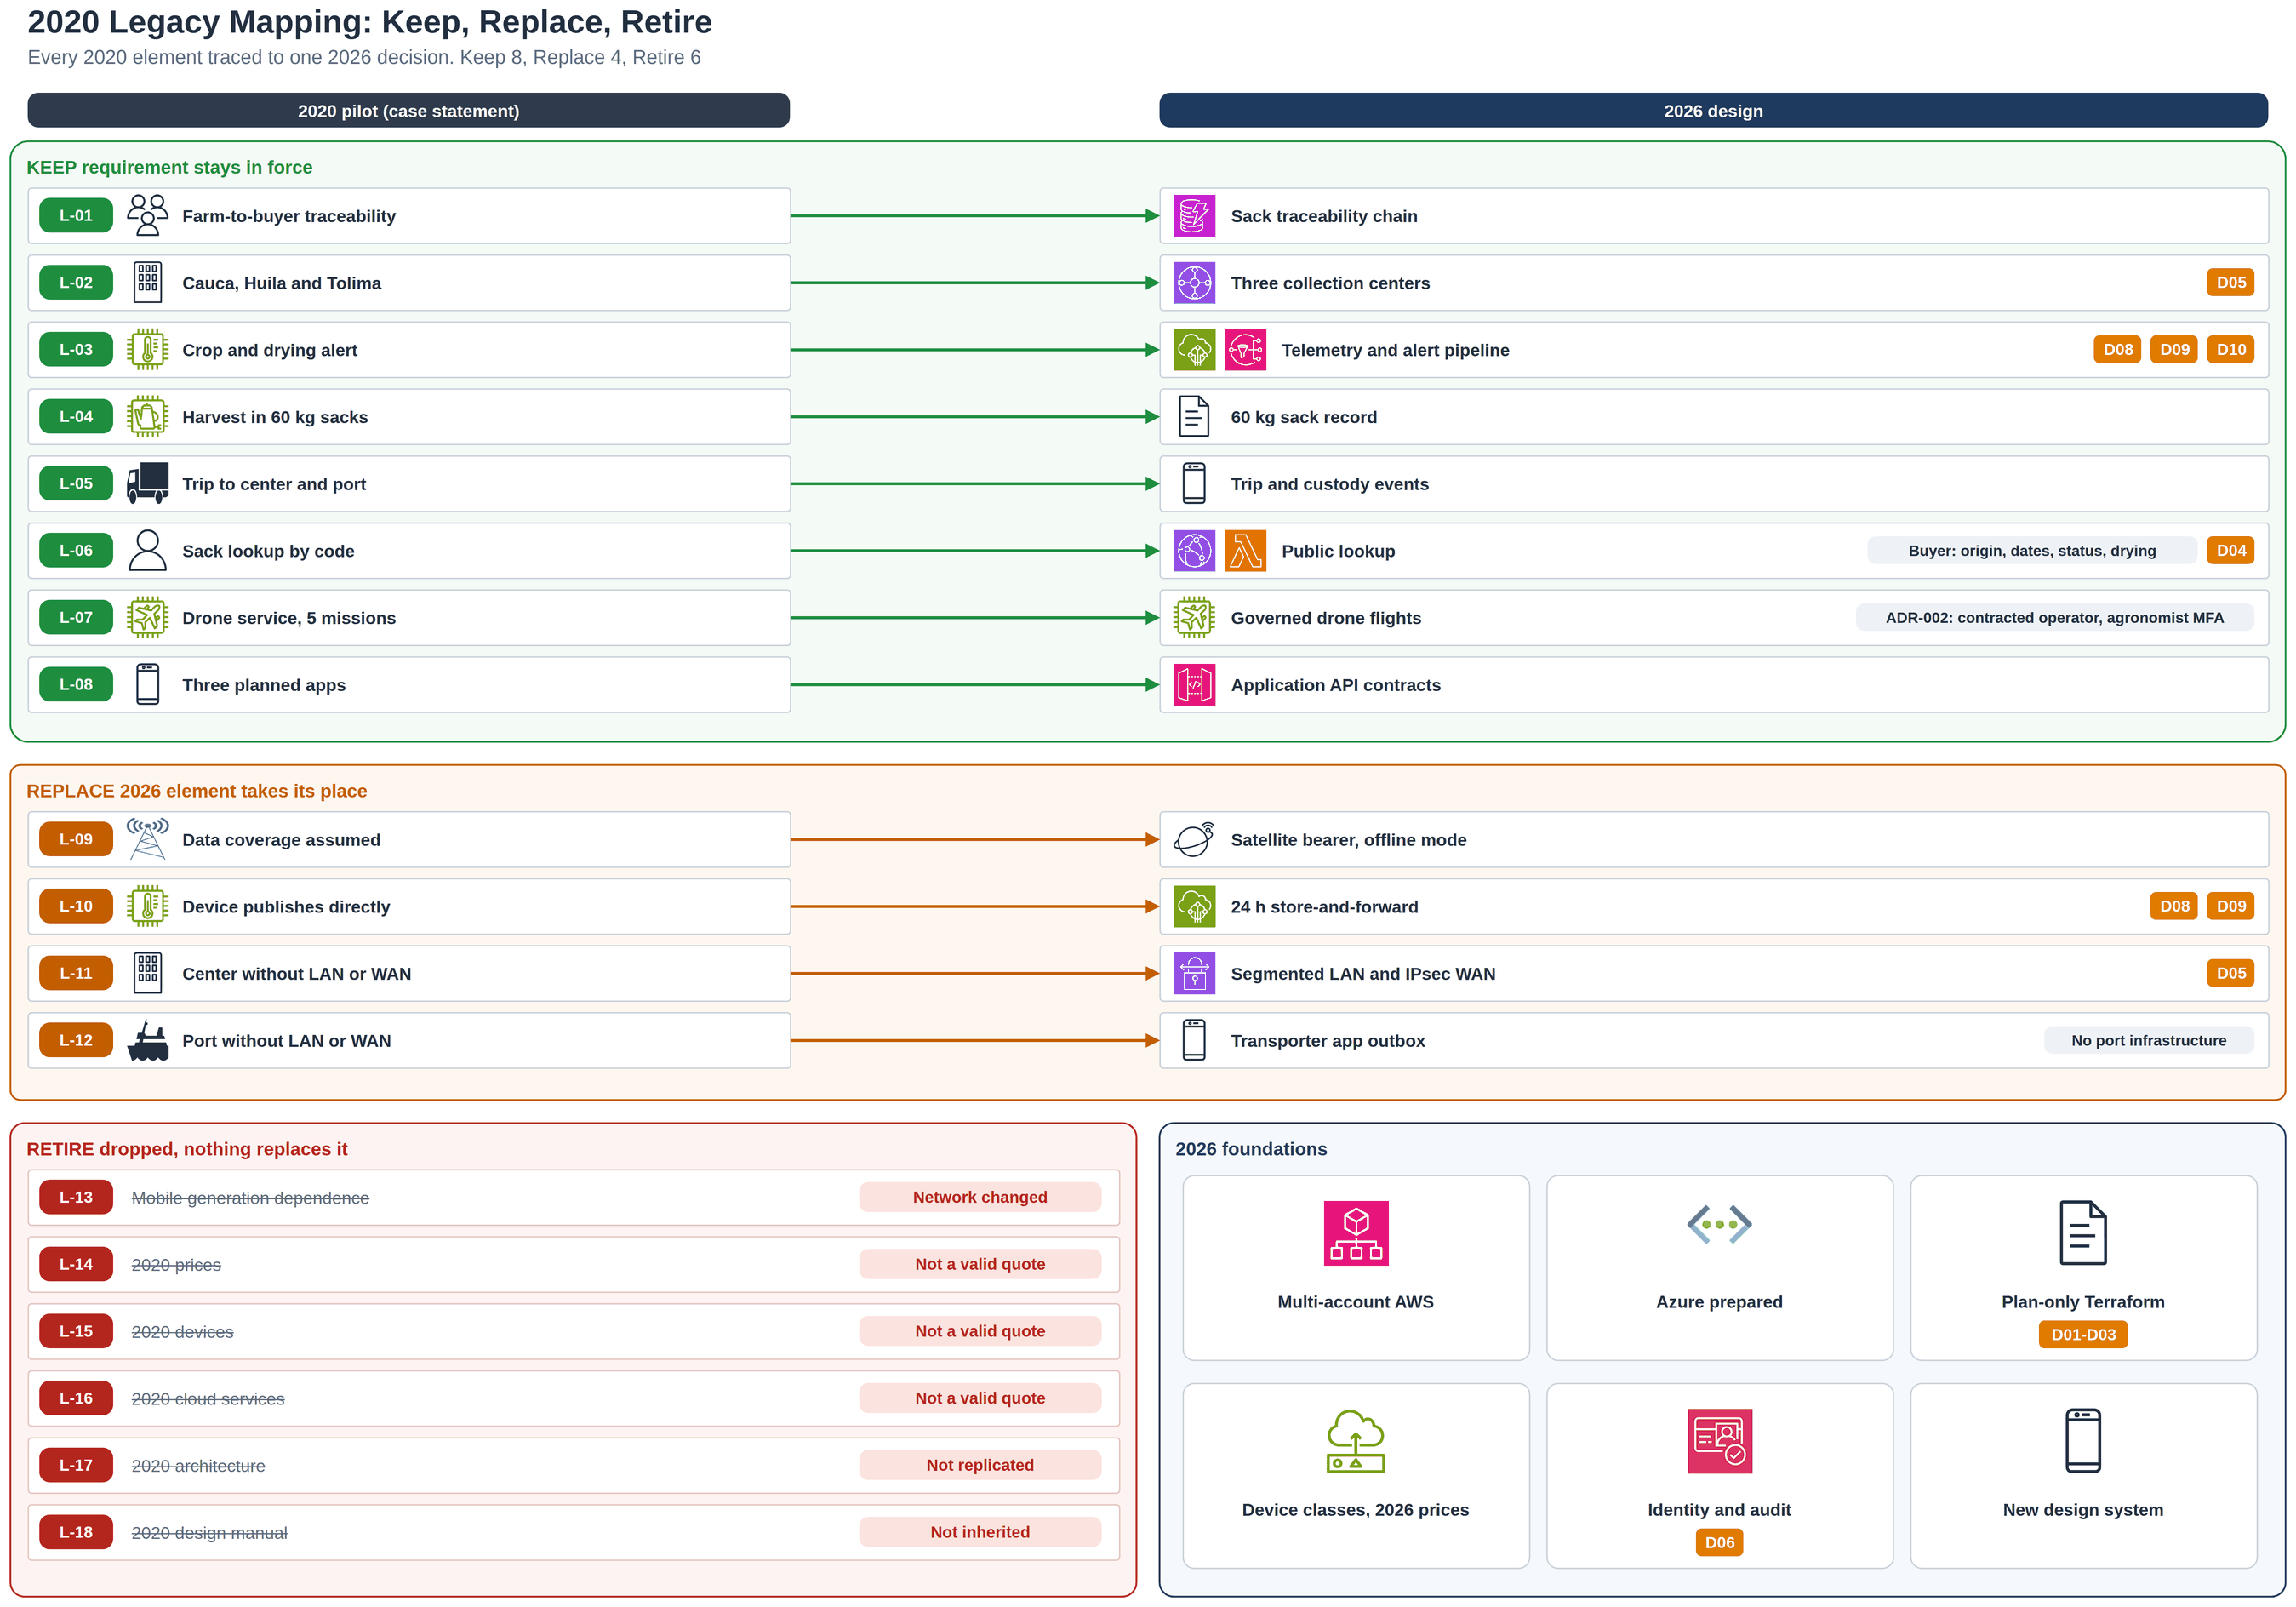 2020 Legacy Mapping: Keep, Replace, Retire
Every 2020 element traced to one 2026 decision. Keep 8, Replace 4, Retire 6
2020 pilot (case statement)
2026 design
KEEP requirement stays in force
L-01 Farm-to-buyer traceability
Sack traceability chain
L-02 Cauca, Huila and Tolima
Three collection centers D05
L-03 Crop and drying alert
Telemetry and alert pipeline D08 D09 D10
L-04 Harvest in 60 kg sacks
60 kg sack record
L-05 Trip to center and port
Trip and custody events
L-06 Sack lookup by code
Public lookup Buyer: origin, dates, status, drying D04
L-07 Drone service, 5 missions
Governed drone flights ADR-002: contracted operator, agronomist MFA
L-08 Three planned apps
Application API contracts
REPLACE 2026 element takes its place
L-09 Data coverage assumed
Satellite bearer, offline mode
L-10 Device publishes directly
24 h store-and-forward D08 D09
L-11 Center without LAN or WAN
Segmented LAN and IPsec WAN D05
L-12 Port without LAN or WAN
Transporter app outbox No port infrastructure
RETIRE dropped, nothing replaces it
L-13 Mobile generation dependence Network changed
L-14 2020 prices Not a valid quote
L-15 2020 devices Not a valid quote
L-16 2020 cloud services Not a valid quote
L-17 2020 architecture Not replicated
L-18 2020 design manual Not inherited
2026 foundations
Multi-account AWS
Azure prepared
Plan-only Terraform
D01-D03
Device classes, 2026 prices
Identity and audit
D06
New design system